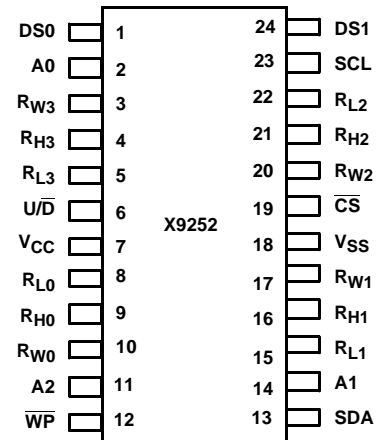 DS0 1 24 DS1
A0 2 23 SCL
RW3 3 22 RL2
RH3 4 21 RH2
RL3 5 20 RW2
U/D̅ 6 X9252 19 C̅S̅
VCC 7 18 VSS
RL0 8 17 RW1
RH0 9 16 RH1
RW0 10 15 RL1
A2 11 14 A1
W̅P̅ 12 13 SDA